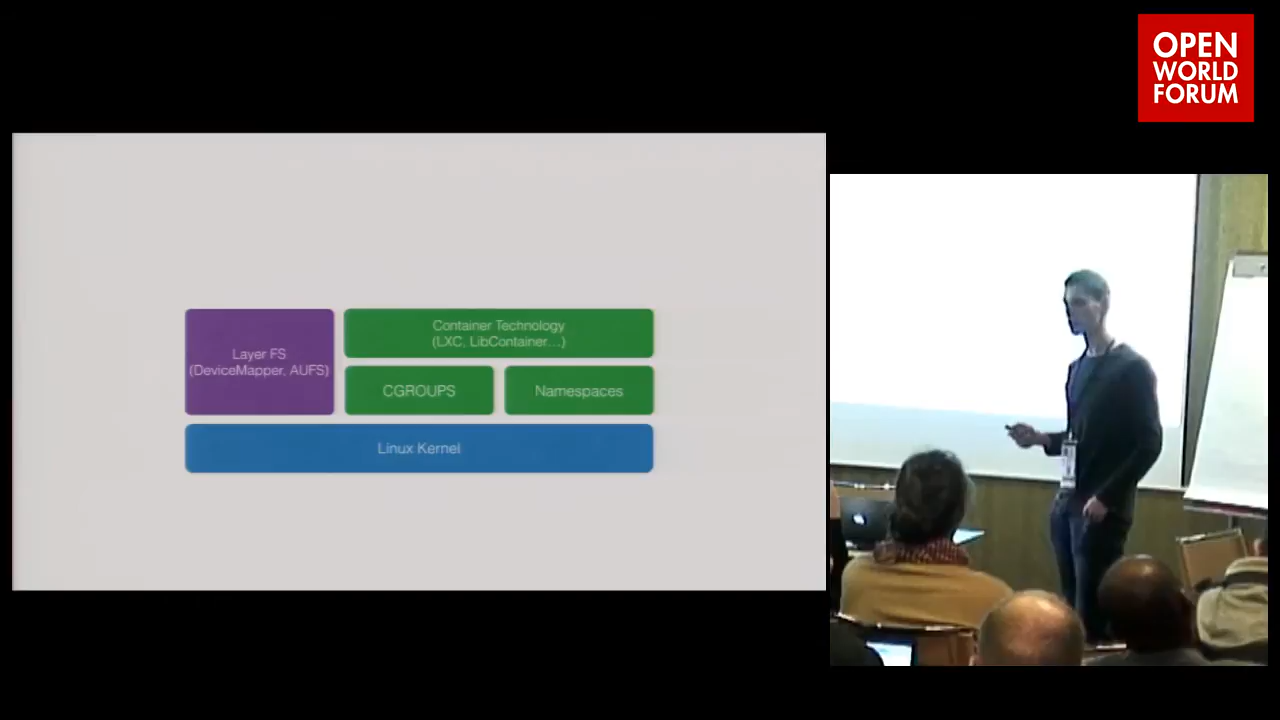 OPEN
WORLD
FORUM
Container Technology
(LXC, LibContainer...)
Layer FS
(DeviceMapper, AUFS)
CGROUPS
Namespaces
Linux Kernel